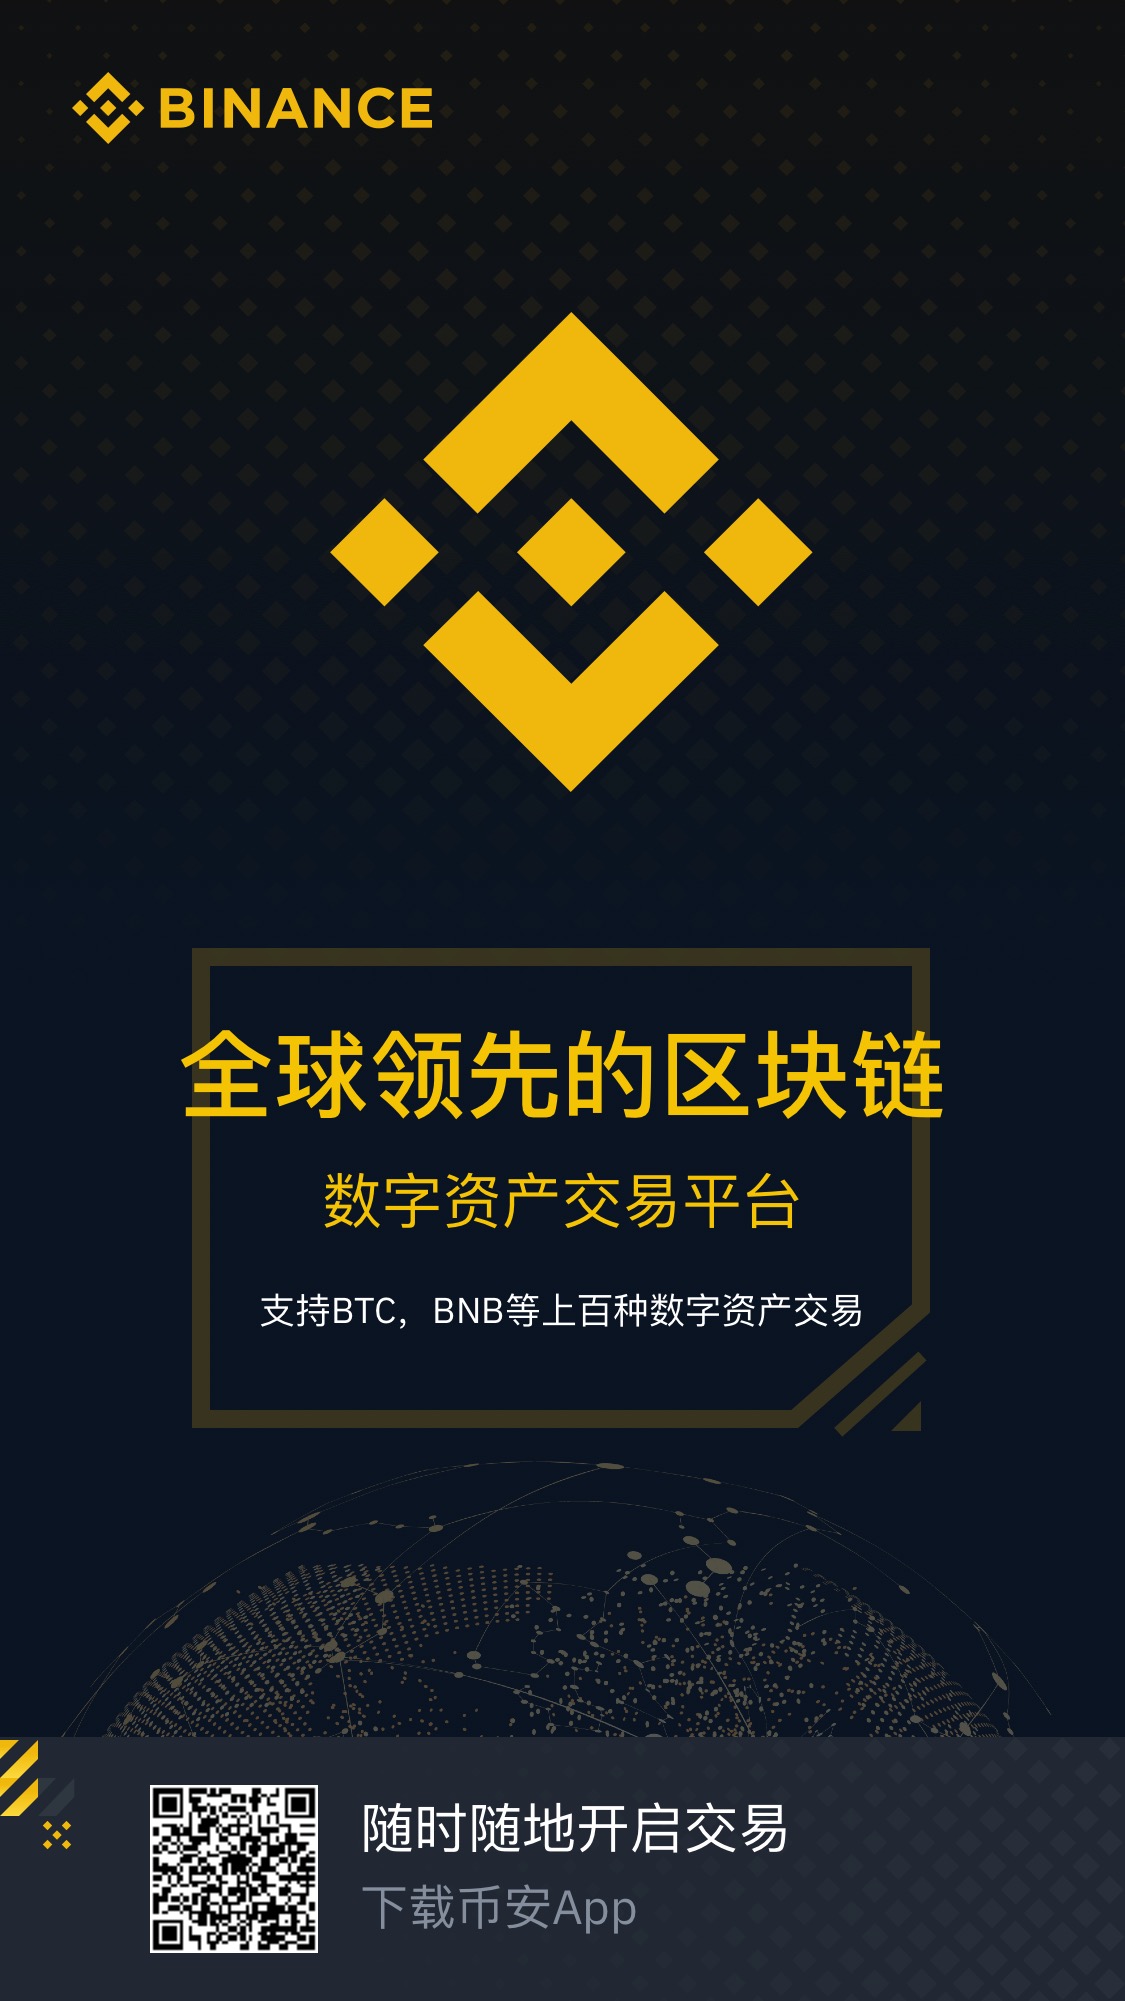 BINANCE
全球领先的区块链
数字资产交易平台
支持BTC，BNB等上百种数字资产交易
随时随地开启交易
下载币安App